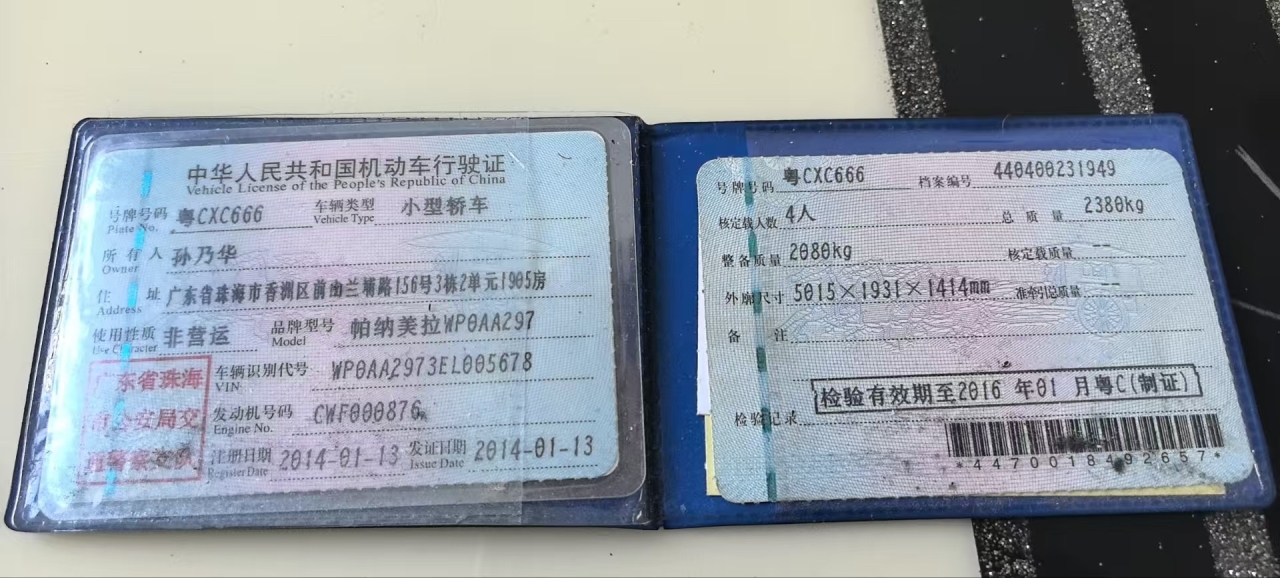 中华人民共和国机动车行驶证
Vehicle License of the People's Republic of China
号牌号码 粤CXC666 车辆类型 小型轿车
Plate No. Vehicle Type
所有人 孙乃华
Owner
住址 广东省珠海市香洲区前山兰埔路156号3栋2单元1905房
Address
使用性质 非营运 品牌型号 帕纳美拉WP0AA297
Use Character Model
广东省珠海
市公安局交
通警察支队
车辆识别代号 WP0AA2973EL005678
VIN
发动机号码 CWF000876
Engine No.
注册日期 2014-01-13 发证日期 2014-01-13
Register Date Issue Date
号牌号码 粤CXC666 档案编号 440400231949
核定载人数 4人 总质量 2380kg
整备质量 2080kg 核定载质量 --
外廓尺寸 5015×1931×1414mm 准牵引总质量 --
备注
检验有效期至2016 年01 月粤C(制证)
检验记录
*4470018492657*